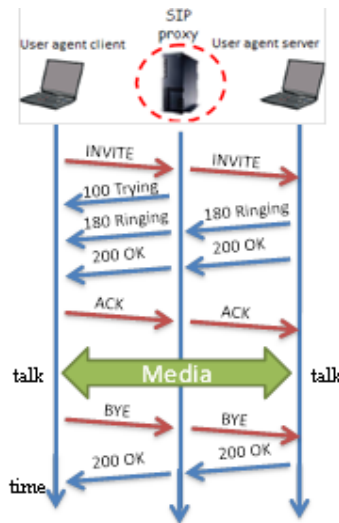 SIP
proxy
User agent client
User agent server
INVITE
INVITE
100 Trying
180 Ringing
180 Ringing
200 OK
200 OK
ACK
ACK
talk
Media
talk
BYE
BYE
200 OK
200 OK
time